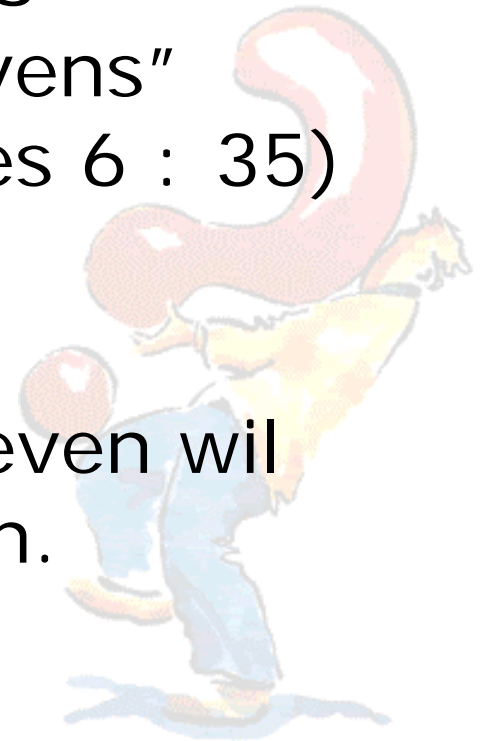 vens”
es 6 : 35)
even wil
n.